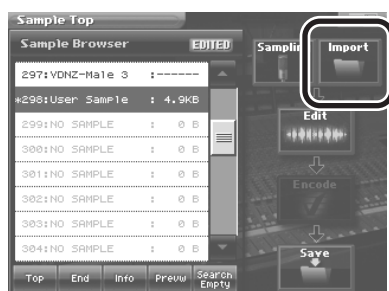 Sample Top
Sample Browser EDITED
297:VDNZ-Male 3 :------
*298:User Sample : 4.9KB
299:NO SAMPLE : 0 B
300:NO SAMPLE : 0 B
301:NO SAMPLE : 0 B
302:NO SAMPLE : 0 B
303:NO SAMPLE : 0 B
304:NO SAMPLE : 0 B
Top End Info Prevw Search Empty
Samplin
Import
Edit
Encode
Save